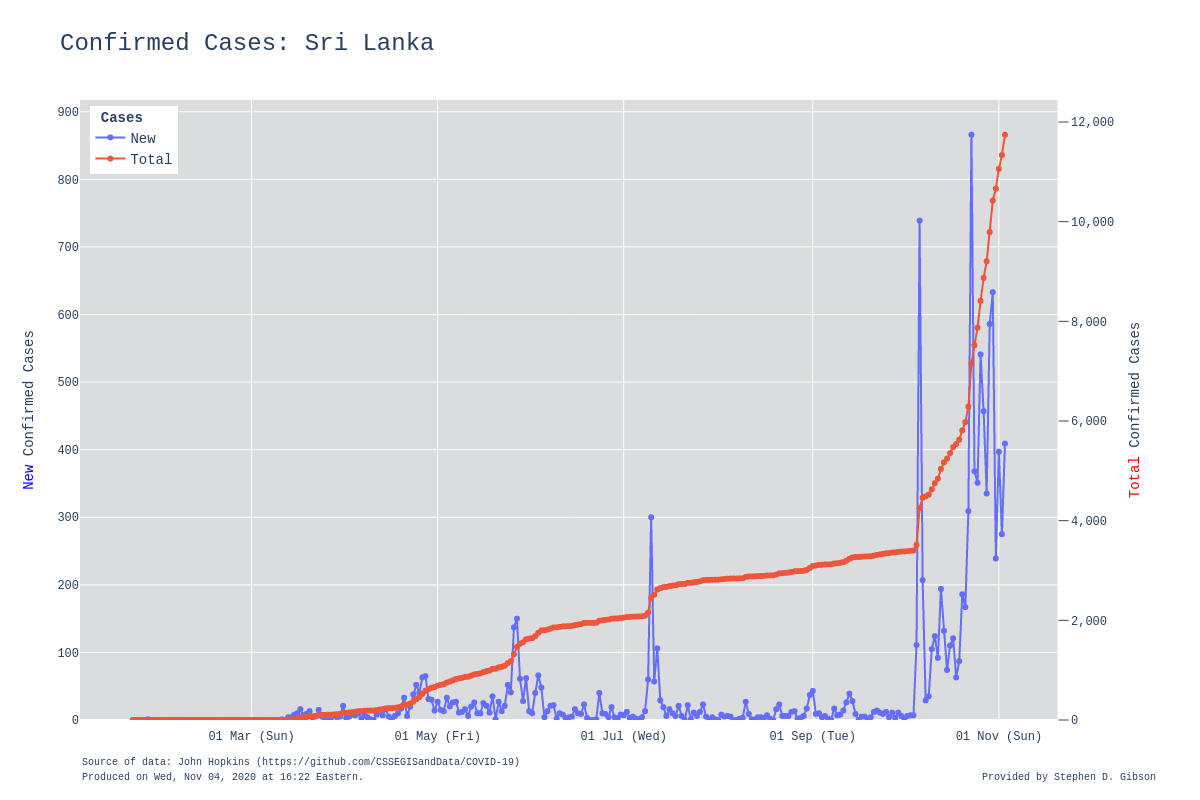 Confirmed Cases: Sri Lanka
Cases
New
Total
900
800
700
600
500
400
300
200
100
0
12,000
10,000
8,000
6,000
4,000
2,000
0
New Confirmed Cases
Total Confirmed Cases
01 Mar (Sun)
01 May (Fri)
01 Jul (Wed)
01 Sep (Tue)
01 Nov (Sun)
Source of data: John Hopkins (https://github.com/CSSEGISandData/COVID-19)
Produced on Wed, Nov 04, 2020 at 16:22 Eastern.
Provided by Stephen D. Gibson